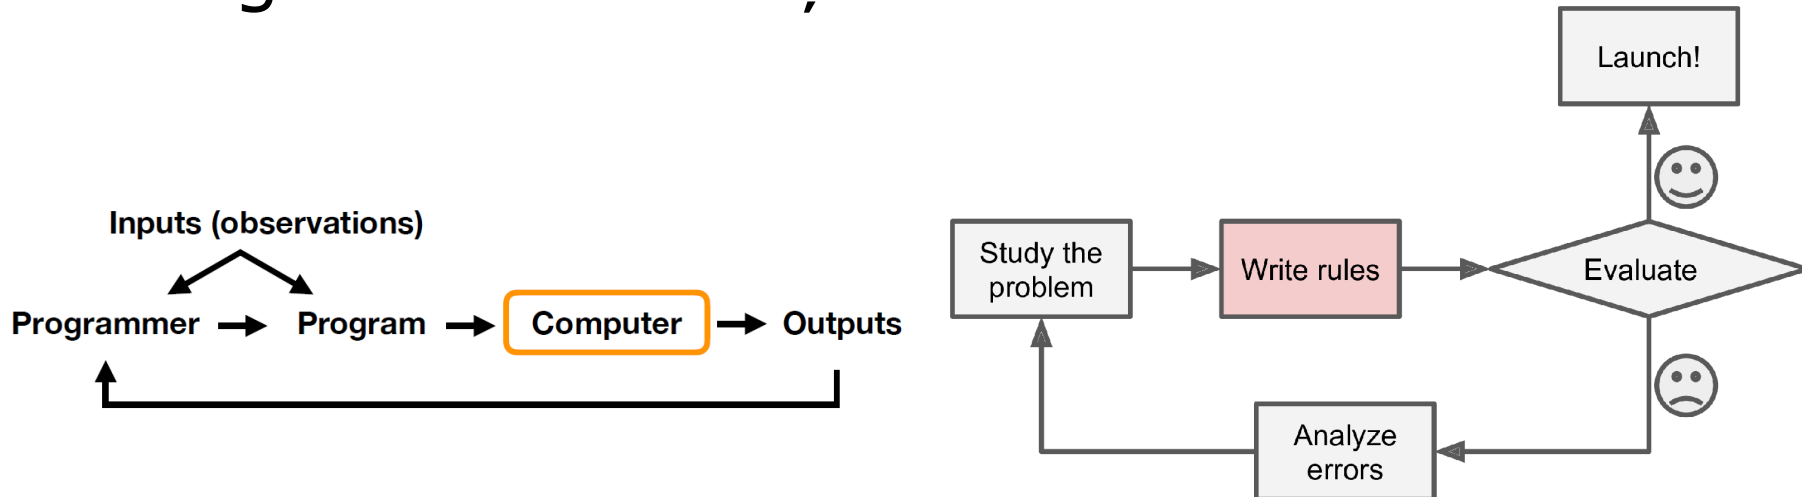 Inputs (observations)
Programmer
Program
Computer
Outputs
Launch!
Study the
problem
Write rules
Evaluate
Analyze
errors